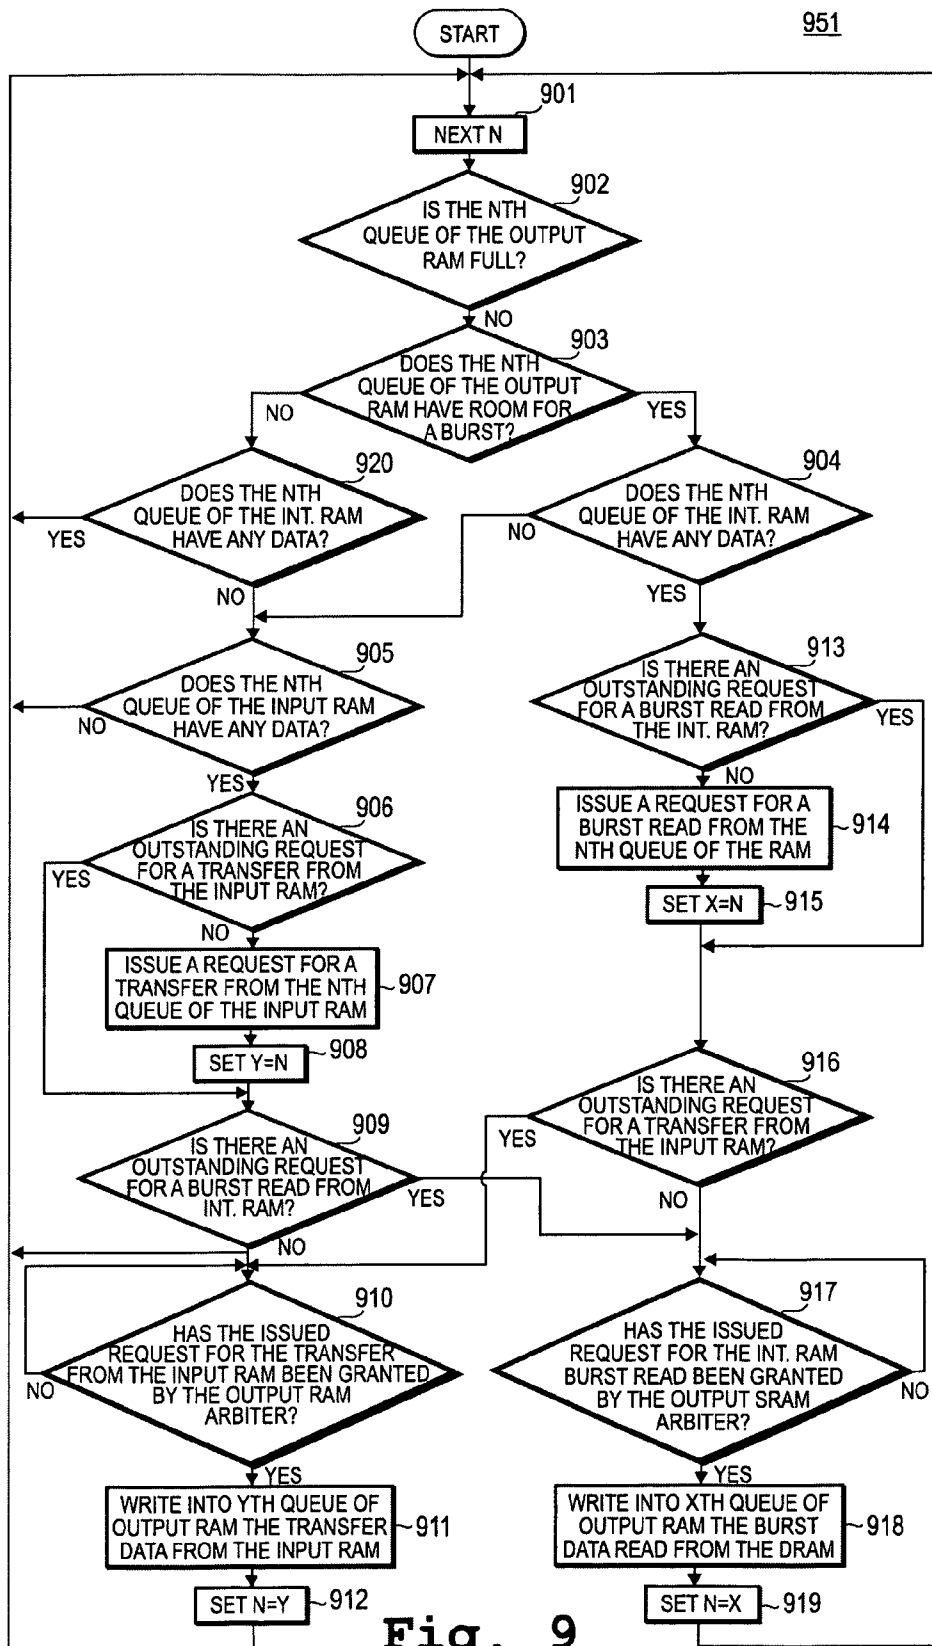 951
START
901
NEXT N
902
IS THE NTH
QUEUE OF THE OUTPUT
RAM FULL?
NO
903
DOES THE NTH
QUEUE OF THE OUTPUT
RAM HAVE ROOM FOR
A BURST?
NO
YES
920
DOES THE NTH
QUEUE OF THE INT. RAM
HAVE ANY DATA?
YES
NO
904
DOES THE NTH
QUEUE OF THE INT. RAM
HAVE ANY DATA?
NO
YES
905
DOES THE NTH
QUEUE OF THE INPUT RAM
HAVE ANY DATA?
NO
YES
913
IS THERE AN
OUTSTANDING REQUEST
FOR A BURST READ FROM
THE INT. RAM?
YES
NO
906
IS THERE AN
OUTSTANDING REQUEST
FOR A TRANSFER FROM
THE INPUT RAM?
YES
NO
ISSUE A REQUEST FOR A
BURST READ FROM THE
NTH QUEUE OF THE RAM
914
SET X=N
915
ISSUE A REQUEST FOR A
TRANSFER FROM THE NTH
QUEUE OF THE INPUT RAM
907
SET Y=N
908
909
IS THERE AN
OUTSTANDING REQUEST
FOR A BURST READ FROM
INT. RAM?
YES
NO
916
IS THERE AN
OUTSTANDING REQUEST
FOR A TRANSFER FROM
THE INPUT RAM?
YES
NO
910
HAS THE ISSUED
REQUEST FOR THE TRANSFER
FROM THE INPUT RAM BEEN GRANTED
BY THE OUTPUT RAM
ARBITER?
NO
YES
917
HAS THE ISSUED
REQUEST FOR THE INT. RAM
BURST READ BEEN GRANTED
BY THE OUTPUT SRAM
ARBITER?
NO
YES
WRITE INTO YTH QUEUE OF
OUTPUT RAM THE TRANSFER
DATA FROM THE INPUT RAM
911
SET N=Y
912
WRITE INTO XTH QUEUE OF
OUTPUT RAM THE BURST
DATA READ FROM THE DRAM
918
SET N=X
919
Fig. 9